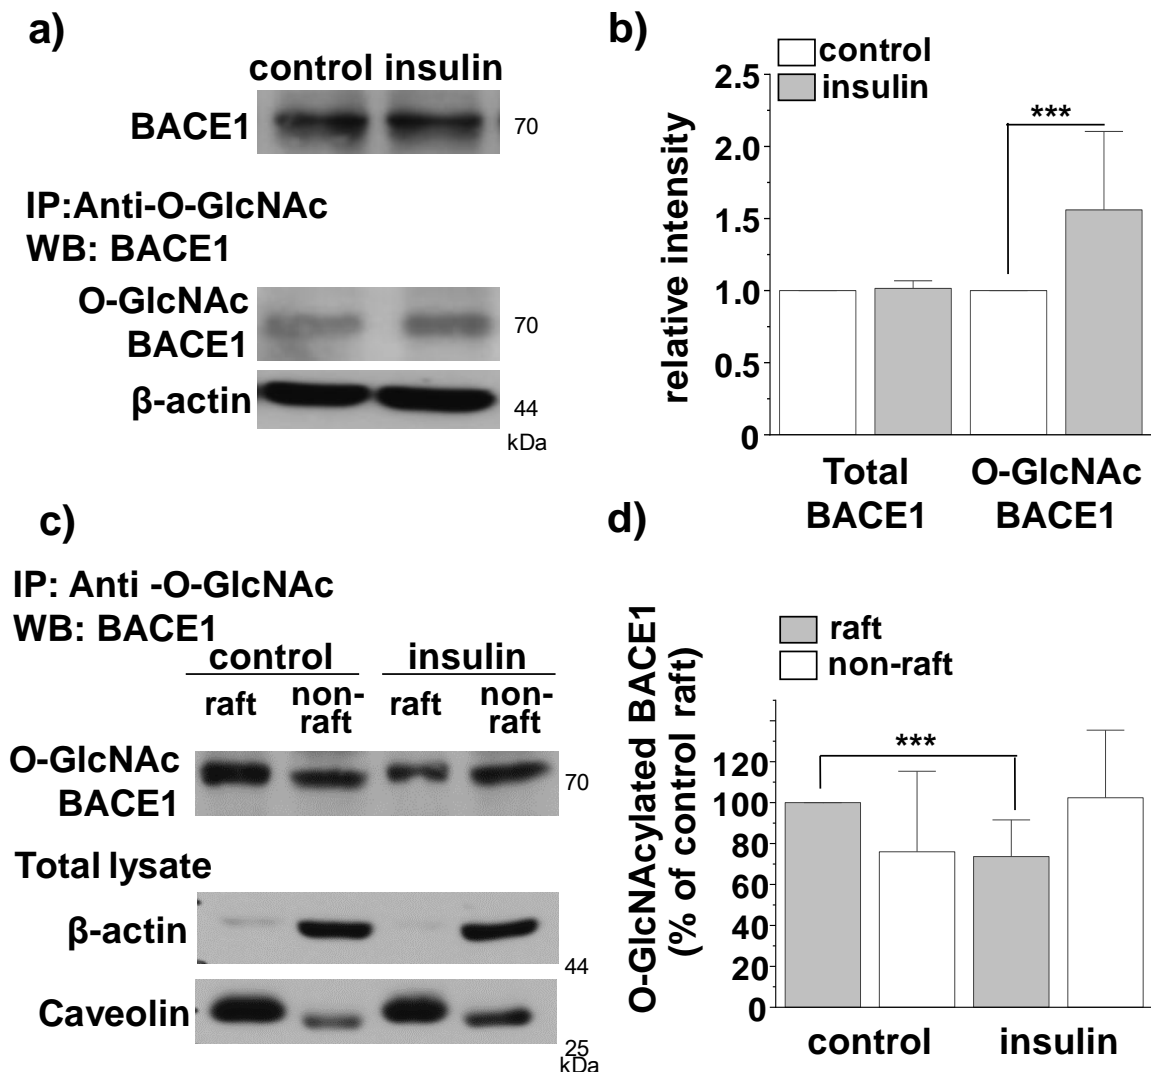 a)
control insulin
BACE1
70
IP:Anti-O-GlcNAc
WB: BACE1
O-GlcNAc
BACE1
70
β-actin
44
kDa
b)
control
insulin
relative intensity
2.5
2.0
1.5
1.0
0.5
0
***
Total
BACE1
O-GlcNAc
BACE1
c)
IP: Anti -O-GlcNAc
WB: BACE1
control
insulin
raft
non-
raft
raft
non-
raft
O-GlcNAc
BACE1
70
Total lysate
β-actin
44
Caveolin
25
kDa
d)
raft
non-raft
O-GlcNAcylated BACE1
(% of control raft)
120
100
80
60
40
20
0
***
control
insulin